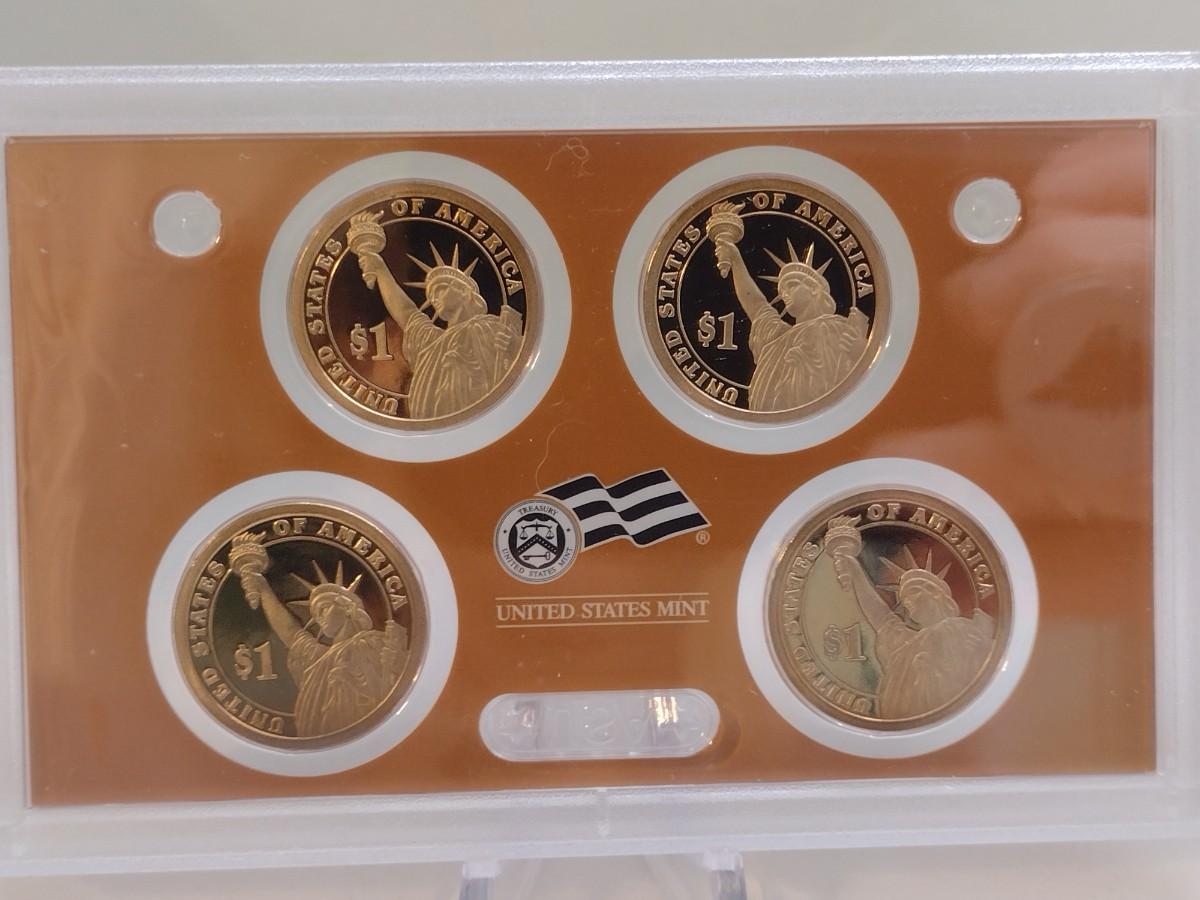 UNITED STATES OF AMERICA
$1
UNITED STATES OF AMERICA
$1
UNITED STATES OF AMERICA
$1
TREASURY
UNITED STATES MINT
®
UNITED STATES MINT
UNITED STATES OF AMERICA
$1
USA